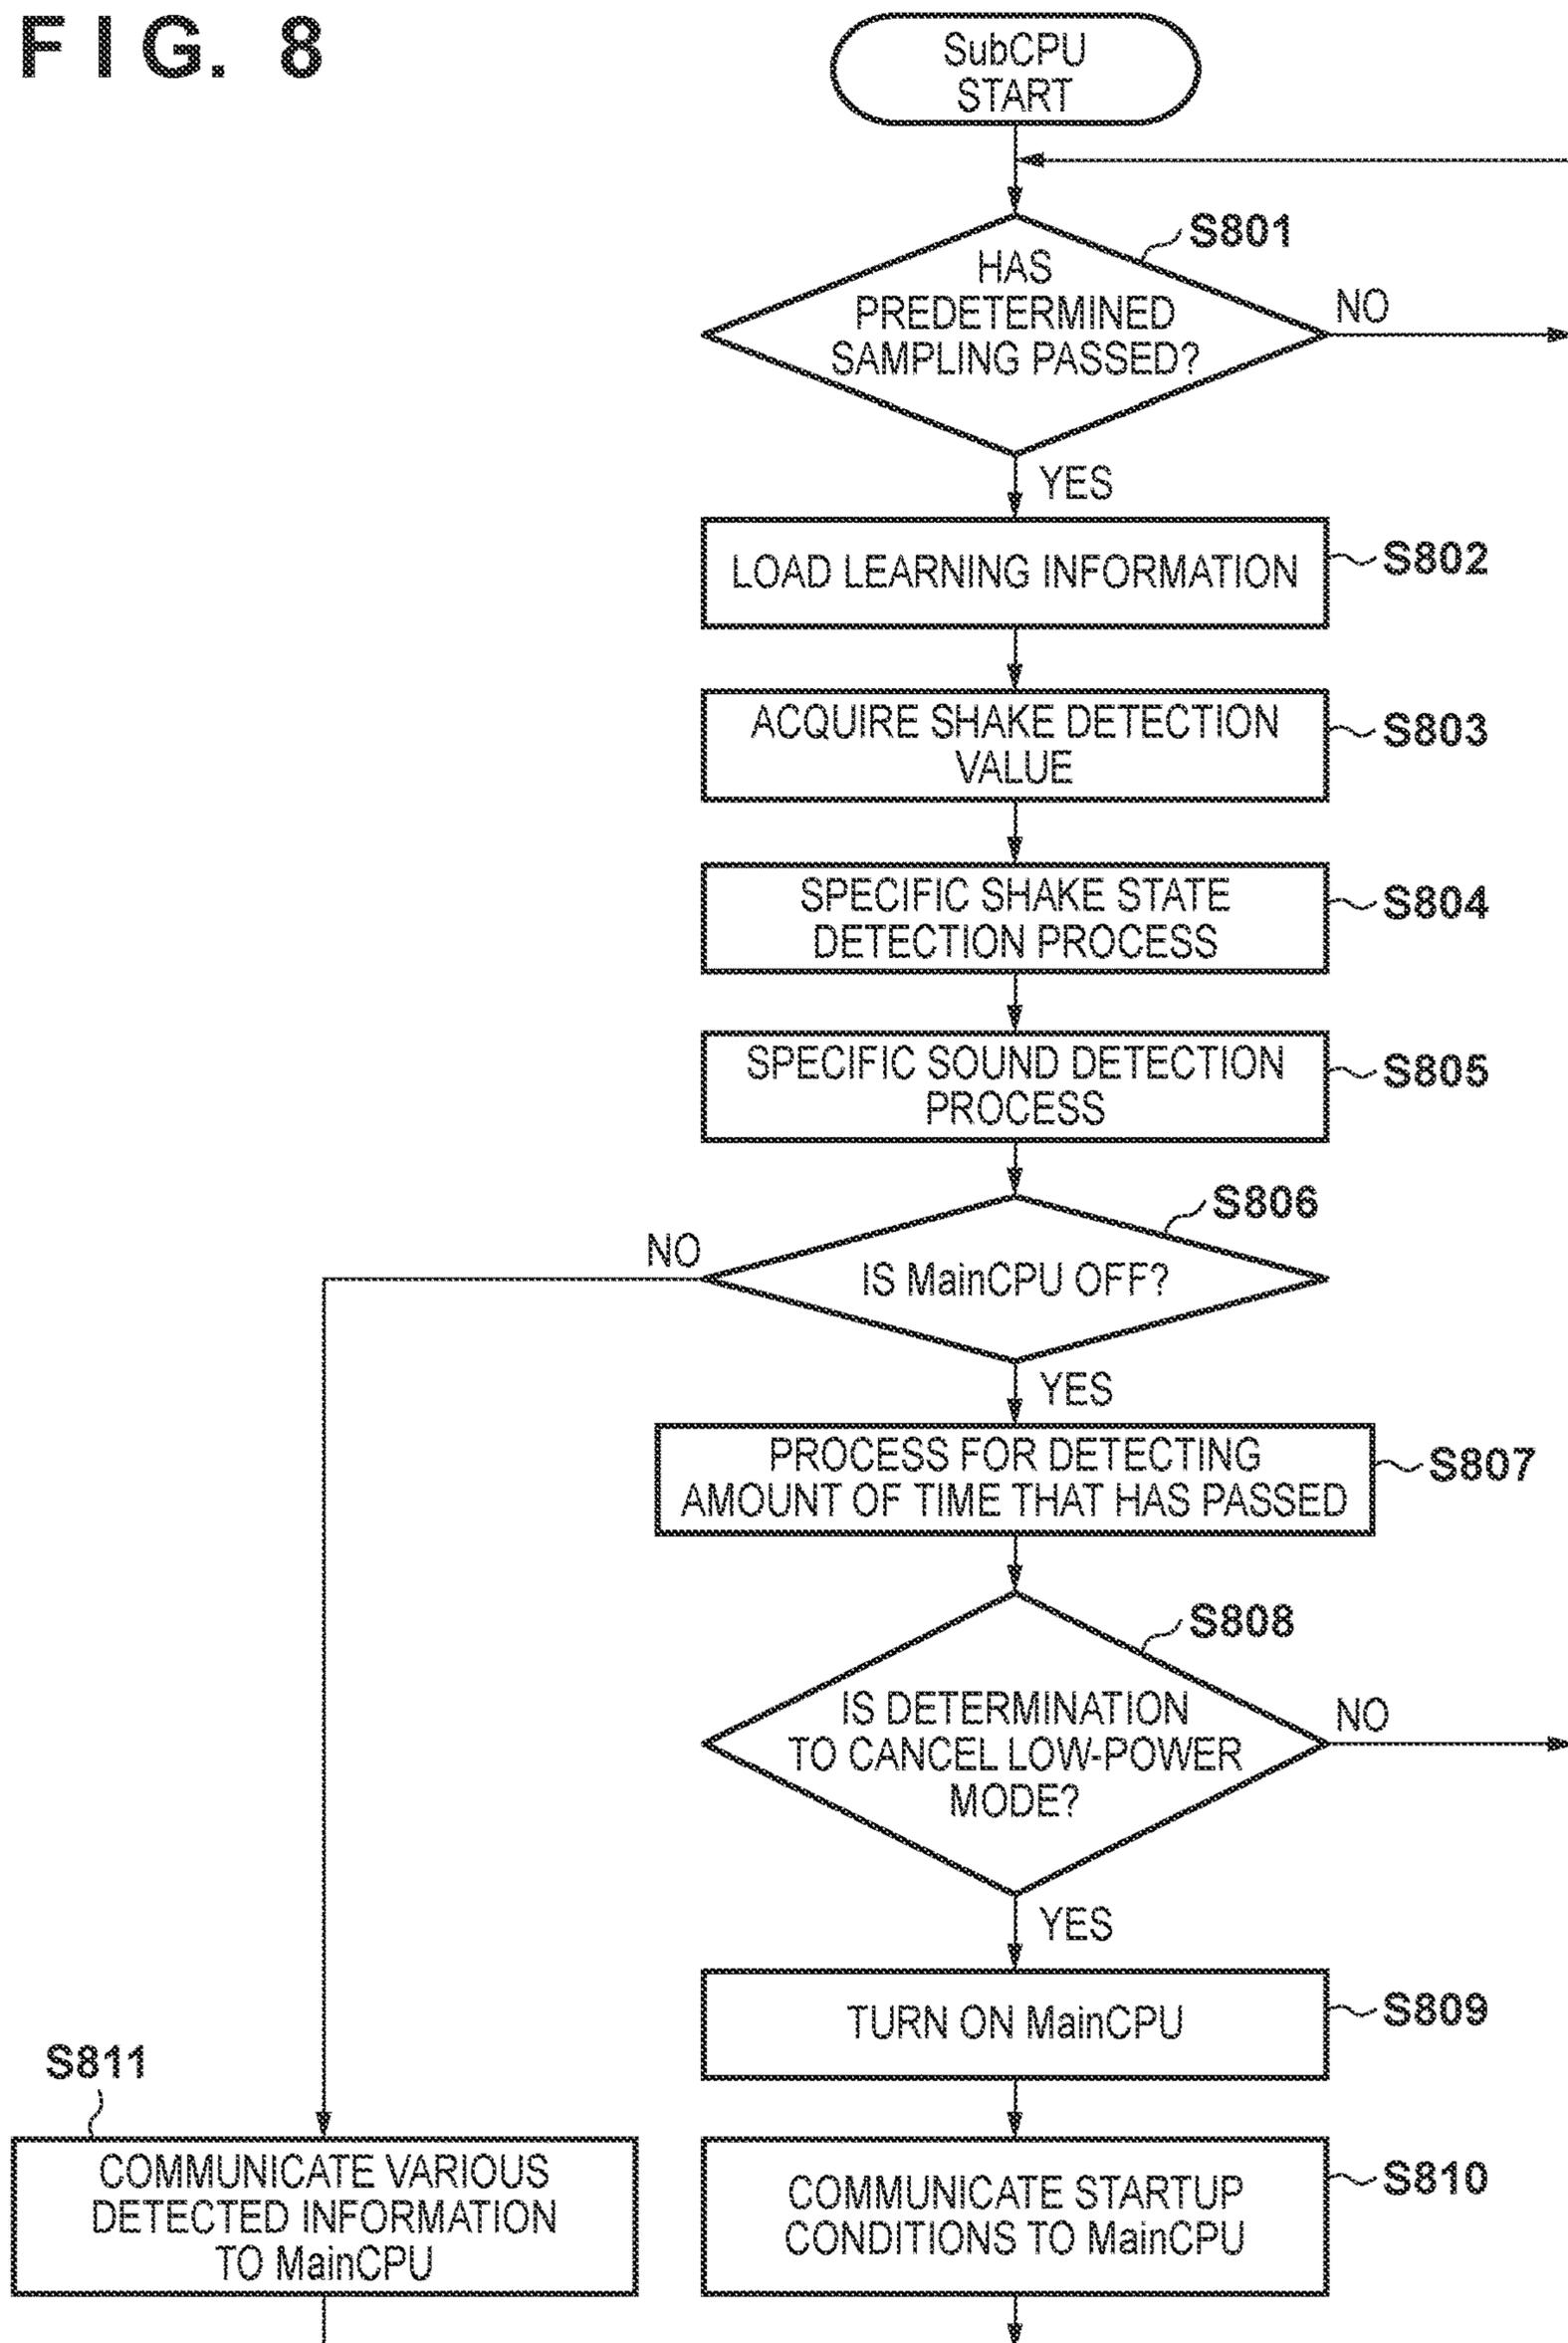 FIG. 8
SubCPU
START
S801
HAS
PREDETERMINED
SAMPLING PASSED?
NO
YES
LOAD LEARNING INFORMATION
S802
ACQUIRE SHAKE DETECTION
VALUE
S803
SPECIFIC SHAKE STATE
DETECTION PROCESS
S804
SPECIFIC SOUND DETECTION
PROCESS
S805
S806
NO
IS MainCPU OFF?
YES
PROCESS FOR DETECTING
AMOUNT OF TIME THAT HAS PASSED
S807
S808
IS DETERMINATION
TO CANCEL LOW-POWER
MODE?
NO
YES
TURN ON MainCPU
S809
S811
COMMUNICATE VARIOUS
DETECTED INFORMATION
TO MainCPU
COMMUNICATE STARTUP
CONDITIONS TO MainCPU
S810